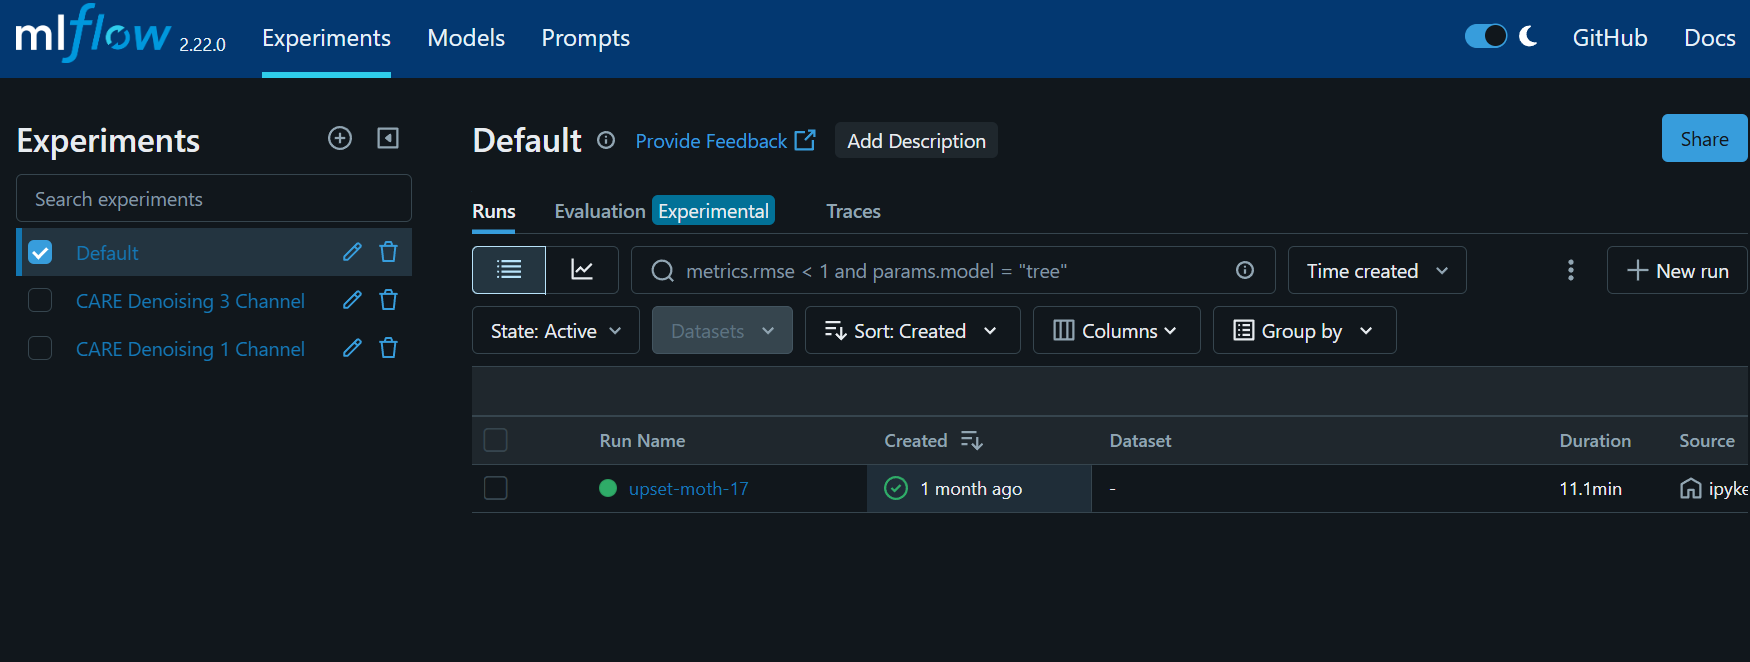 mlflow 2.22.0 Experiments Models Prompts GitHub Docs
Experiments
Search experiments
Default
CARE Denoising 3 Channel
CARE Denoising 1 Channel
Default Provide Feedback Add Description Share
Runs Evaluation Experimental Traces
metrics.rmse < 1 and params.model = "tree" Time created New run
State: Active Datasets Sort: Created Columns Group by
Run Name Created Dataset Duration Source
upset-moth-17 1 month ago - 11.1min ipyke